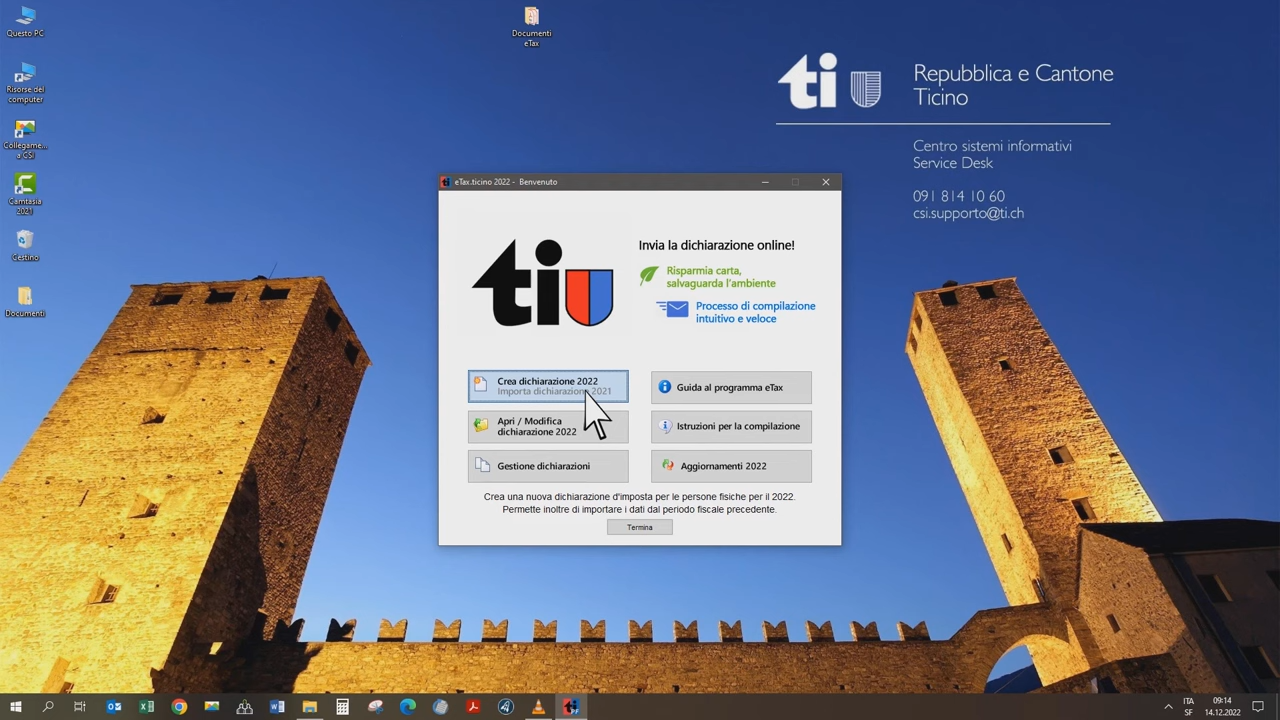 Questo PC
Risorse del
computer
Collegame...
a CSI
Camtasia
2021
Cestino
Documenti
Documenti
eTax
ti
Repubblica e Cantone
Ticino
Centro sistemi informativi
Service Desk
091 814 10 60
csi.supporto@ti.ch
eTax.ticino 2022 - Benvenuto
ti
Invia la dichiarazione online!
Risparmia carta,
salvaguarda l'ambiente
Processo di compilazione
intuitivo e veloce
Crea dichiarazione 2022
Importa dichiarazione 2021
Guida al programma eTax
Apri / Modifica
dichiarazione 2022
Istruzioni per la compilazione
Gestione dichiarazioni
Aggiornamenti 2022
Crea una nuova dichiarazione d'imposta per le persone fisiche per il 2022.
Permette inoltre di importare i dati dal periodo fiscale precedente.
Termina
ITA
SF
09:14
14.12.2022